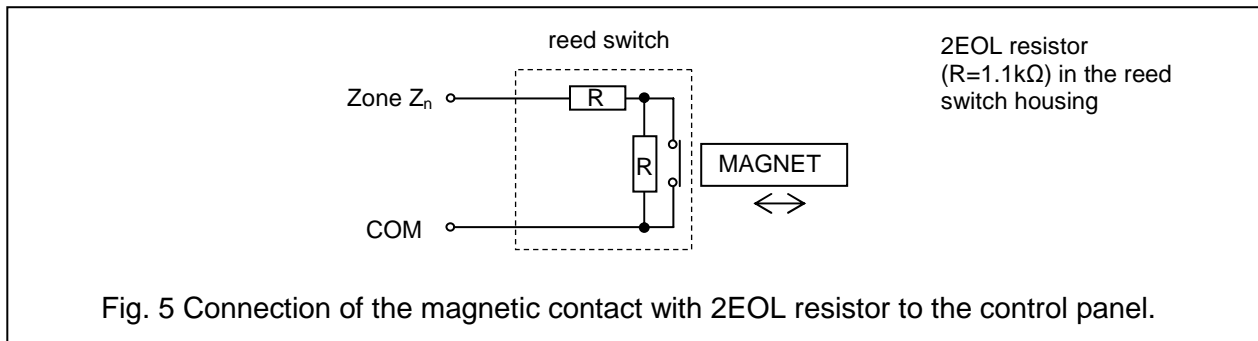 reed switch
2EOL resistor
(R=1.1kΩ) in the reed
switch housing
Zone Zn
R
R
MAGNET
COM
Fig. 5 Connection of the magnetic contact with 2EOL resistor to the control panel.